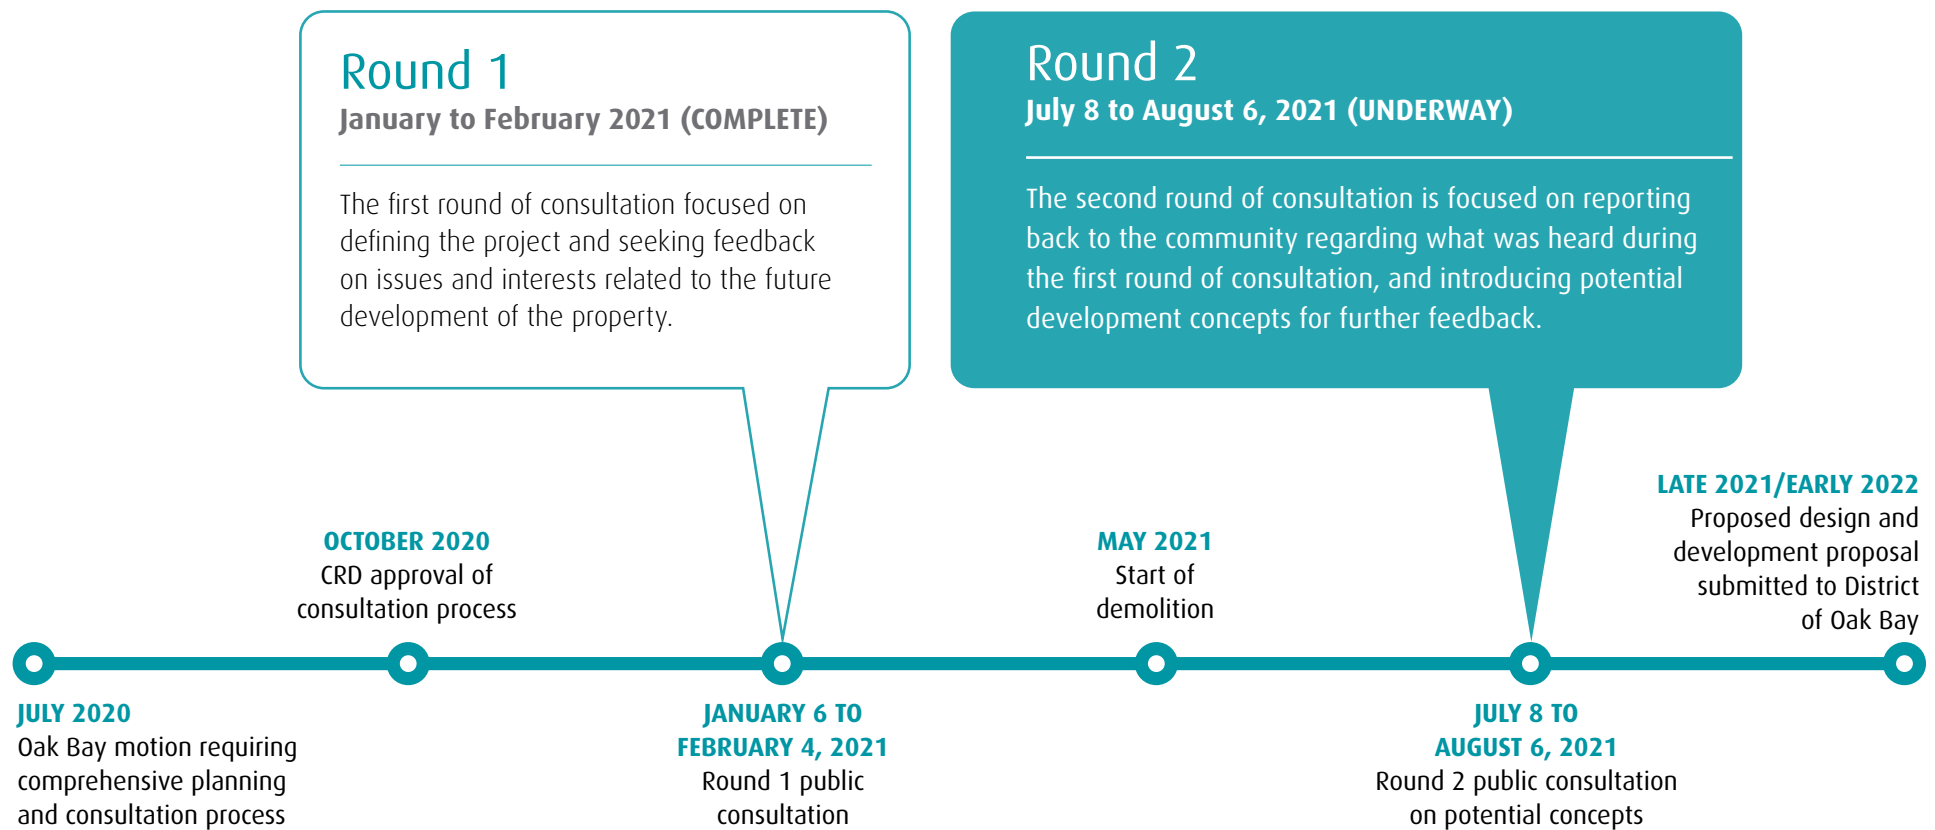 Round 1
January to February 2021 (COMPLETE)
The first round of consultation focused on
defining the project and seeking feedback
on issues and interests related to the future
development of the property.
Round 2
July 8 to August 6, 2021 (UNDERWAY)
The second round of consultation is focused on reporting
back to the community regarding what was heard during
the first round of consultation, and introducing potential
development concepts for further feedback.
JULY 2020
Oak Bay motion requiring
comprehensive planning
and consultation process
OCTOBER 2020
CRD approval of
consultation process
JANUARY 6 TO
FEBRUARY 4, 2021
Round 1 public
consultation
MAY 2021
Start of
demolition
JULY 8 TO
AUGUST 6, 2021
Round 2 public consultation
on potential concepts
LATE 2021/EARLY 2022
Proposed design and
development proposal
submitted to District
of Oak Bay